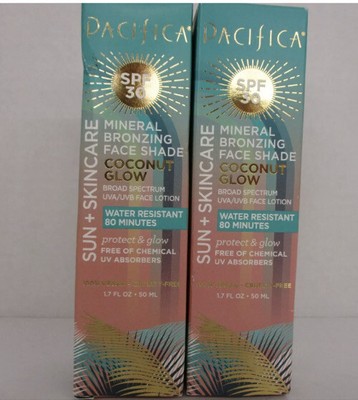 PACIFICA
SPF
30
SUN + SKINCARE
MINERAL
BRONZING
FACE SHADE
COCONUT
GLOW
BROAD SPECTRUM
UVA/UVB FACE LOTION
WATER RESISTANT
80 MINUTES
protect & glow
FREE OF CHEMICAL
UV ABSORBERS
1.7 FL OZ • 50 ML
PACIFICA
SPF
30
SUN + SKINCARE
MINERAL
BRONZING
FACE SHADE
COCONUT
GLOW
BROAD SPECTRUM
UVA/UVB FACE LOTION
WATER RESISTANT
80 MINUTES
protect & glow
FREE OF CHEMICAL
UV ABSORBERS
1.7 FL OZ • 50 ML